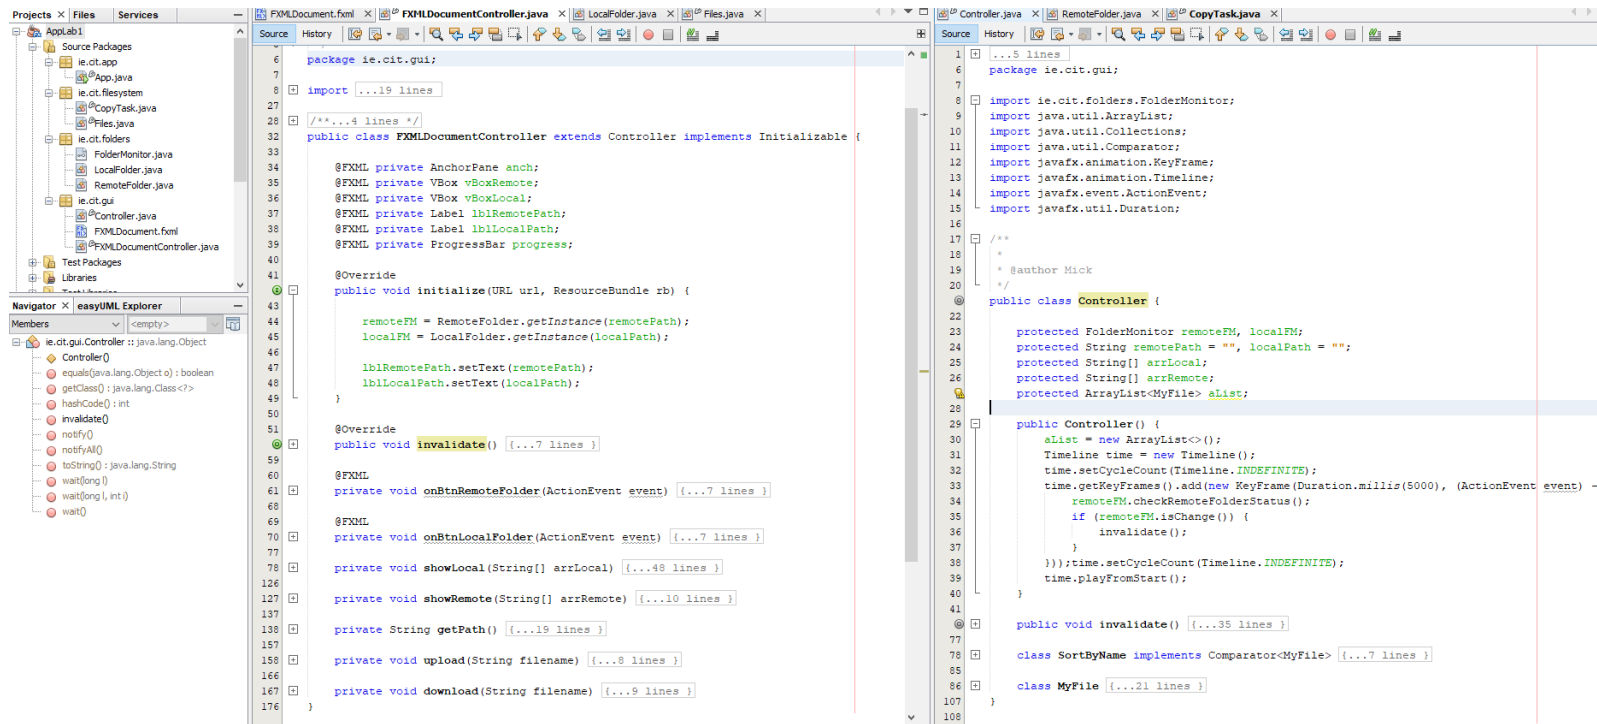 Projects Files Services
AppLab1
Source Packages
ie.cit.app
App.java
ie.cit.filesystem
CopyTask.java
Files.java
ie.cit.folders
FolderMonitor.java
LocalFolder.java
RemoteFolder.java
ie.cit.gui
Controller.java
FXMLDocument.fxml
FXMLDocumentController.java
Test Packages
Libraries
Navigator easyUML Explorer
Members <empty>
ie.cit.gui.Controller :: java.lang.Object
Controller()
equals(java.lang.Object o) : boolean
getClass() : java.lang.Class<?>
hashCode() : int
invalidate()
notify()
notifyAll()
toString() : java.lang.String
wait(long l)
wait(long l, int i)
wait()
FXMLDocument.fxml FXMLDocumentController.java LocalFolder.java Files.java
Source History
6 package ie.cit.gui;
7
8 import ...19 lines
27
28 /**...4 lines */
32 public class FXMLDocumentController extends Controller implements Initializable {
33
34 @FXML private AnchorPane anch;
35 @FXML private VBox vBoxRemote;
36 @FXML private VBox vBoxLocal;
37 @FXML private Label lblRemotePath;
38 @FXML private Label lblLocalPath;
39 @FXML private ProgressBar progress;
40
41 @Override
public void initialize(URL url, ResourceBundle rb) {
43
44 remoteFM = RemoteFolder.getInstance(remotePath);
45 localFM = LocalFolder.getInstance(localPath);
46
47 lblRemotePath.setText(remotePath);
48 lblLocalPath.setText(localPath);
49 }
50
51 @Override
public void invalidate() {...7 lines }
59
60 @FXML
61 private void onBtnRemoteFolder(ActionEvent event) {...7 lines }
68
69 @FXML
70 private void onBtnLocalFolder(ActionEvent event) {...7 lines }
77
78 private void showLocal(String[] arrLocal) {...48 lines }
126
127 private void showRemote(String[] arrRemote) {...10 lines }
137
138 private String getPath() {...19 lines }
157
158 private void upload(String filename) {...8 lines }
166
167 private void download(String filename) {...9 lines }
176 }
Controller.java RemoteFolder.java CopyTask.java
Source History
1 ...5 lines
6 package ie.cit.gui;
7
8 import ie.cit.folders.FolderMonitor;
9 import java.util.ArrayList;
10 import java.util.Collections;
11 import java.util.Comparator;
12 import javafx.animation.KeyFrame;
13 import javafx.animation.Timeline;
14 import javafx.event.ActionEvent;
15 import javafx.util.Duration;
16
17 /**
18 *
19 * @author Mick
20 */
public class Controller {
22
23 protected FolderMonitor remoteFM, localFM;
24 protected String remotePath = "", localPath = "";
25 protected String[] arrLocal;
26 protected String[] arrRemote;
protected ArrayList<MyFile> aList;
28
29 public Controller() {
30 aList = new ArrayList<>();
31 Timeline time = new Timeline();
32 time.setCycleCount(Timeline.INDEFINITE);
33 time.getKeyFrames().add(new KeyFrame(Duration.millis(5000), (ActionEvent event) -
34 remoteFM.checkRemoteFolderStatus();
35 if (remoteFM.isChange()) {
36 invalidate();
37 }
38 }));time.setCycleCount(Timeline.INDEFINITE);
39 time.playFromStart();
40 }
41
public void invalidate() {...35 lines }
77
78 class SortByName implements Comparator<MyFile> {...7 lines }
85
86 class MyFile {...21 lines }
107 }
108